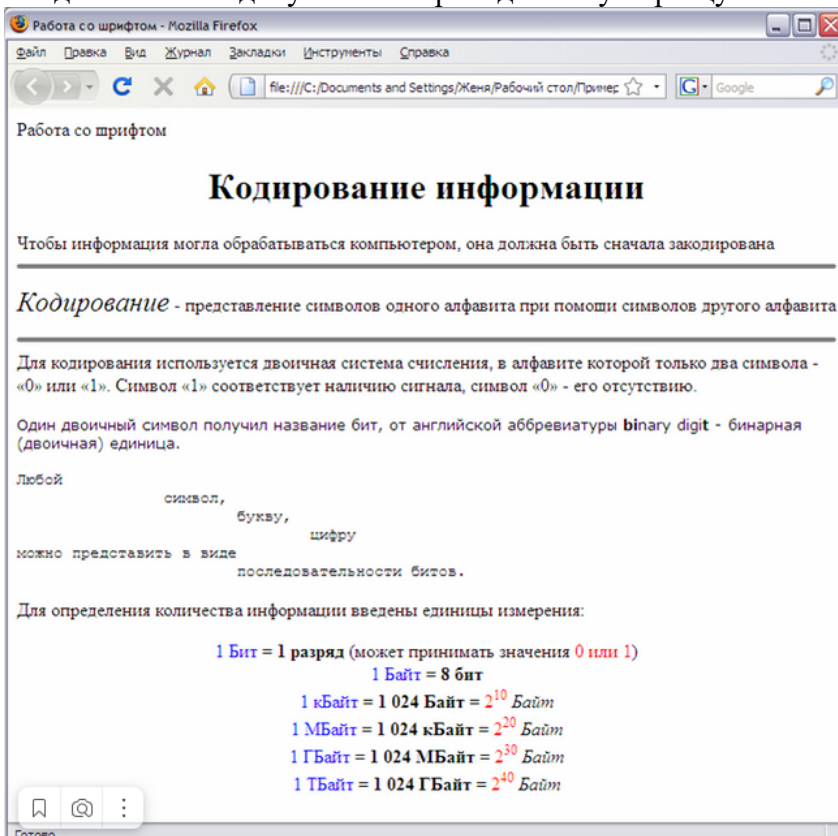 Работа со шрифтом - Mozilla Firefox
Файл Правка Вид Журнал Закладки Инструменты Справка
file:///C:/Documents and Settings/Женя/Рабочий стол/Пример G Google
Работа со шрифтом
Кодирование информации
Чтобы информация могла обрабатываться компьютером, она должна быть сначала закодирована
Кодирование - представление символов одного алфавита при помощи символов другого алфавита
Для кодирования используется двоичная система счисления, в алфавите которой только два символа -
«0» или «1». Символ «1» соответствует наличию сигнала, символ «0» - его отсутствию.
Один двоичный символ получил название бит, от английской аббревиатуры binary digit - бинарная
(двоичная) единица.
Любой
символ,
букву,
цифру
можно представить в виде
последовательности битов.
Для определения количества информации введены единицы измерения:
1 Бит = 1 разряд (может принимать значения 0 или 1)
1 Байт = 8 бит
1 кБайт = 1 024 Байт = 2^10 Байт
1 МБайт = 1 024 кБайт = 2^20 Байт
1 ГБайт = 1 024 МБайт = 2^30 Байт
1 ТБайт = 1 024 ГБайт = 2^40 Байт
Готово